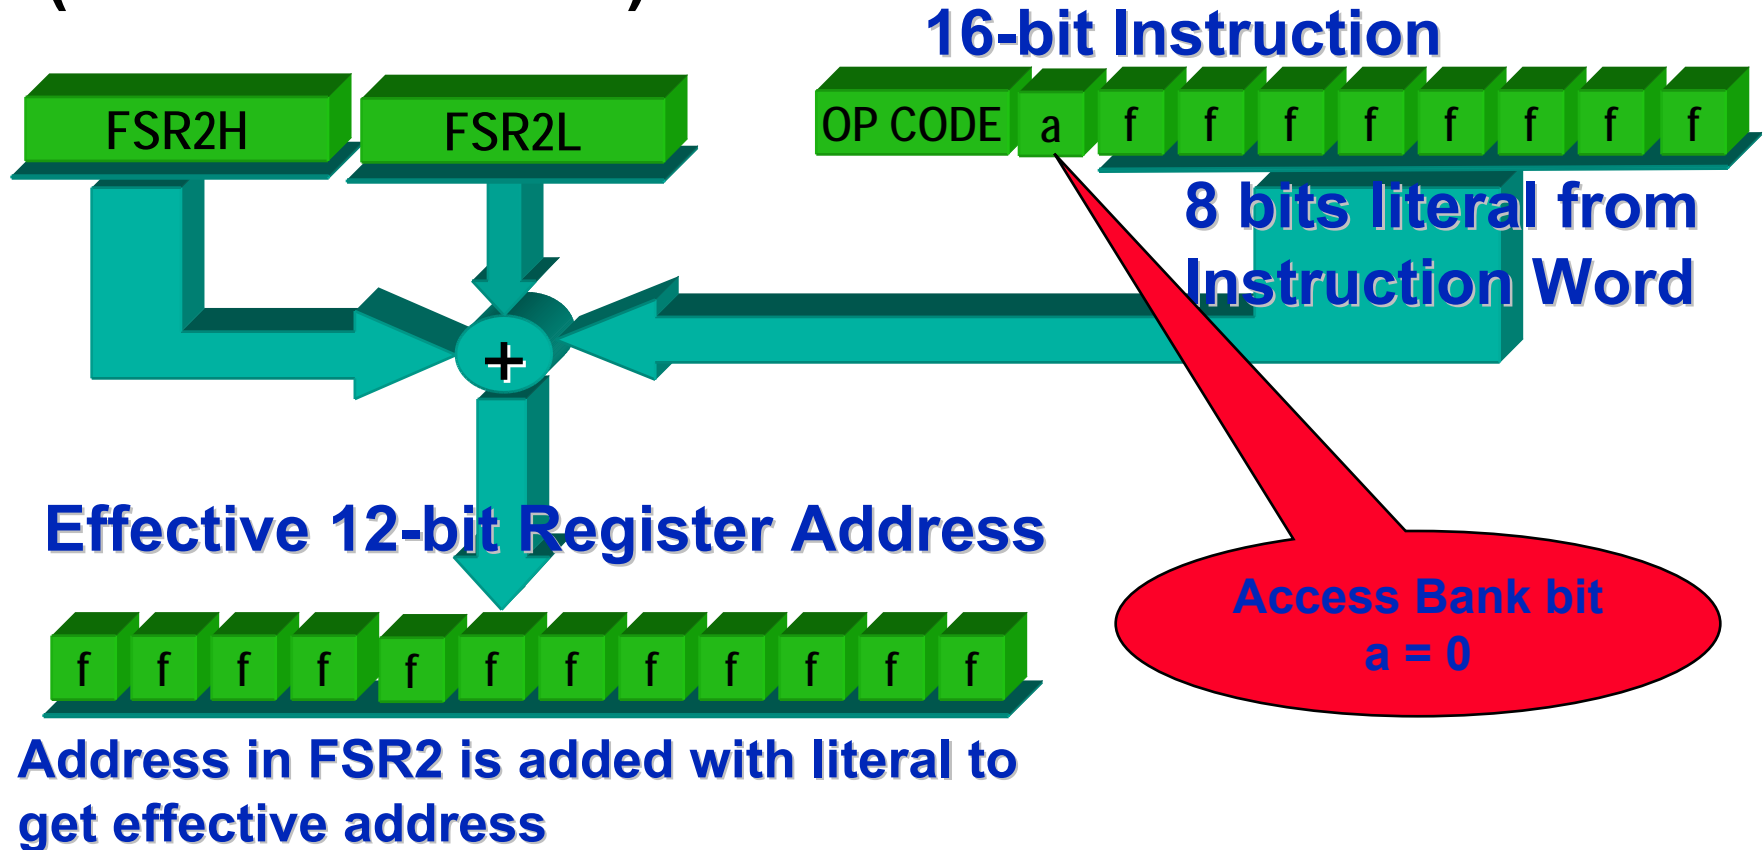 16-bit Instruction
FSR2H FSR2L OP CODE a f f f f f f f f
8 bits literal from
Instruction Word
+
Effective 12-bit Register Address
Access Bank bit
a = 0
f f f f f f f f f f f f
Address in FSR2 is added with literal to
get effective address